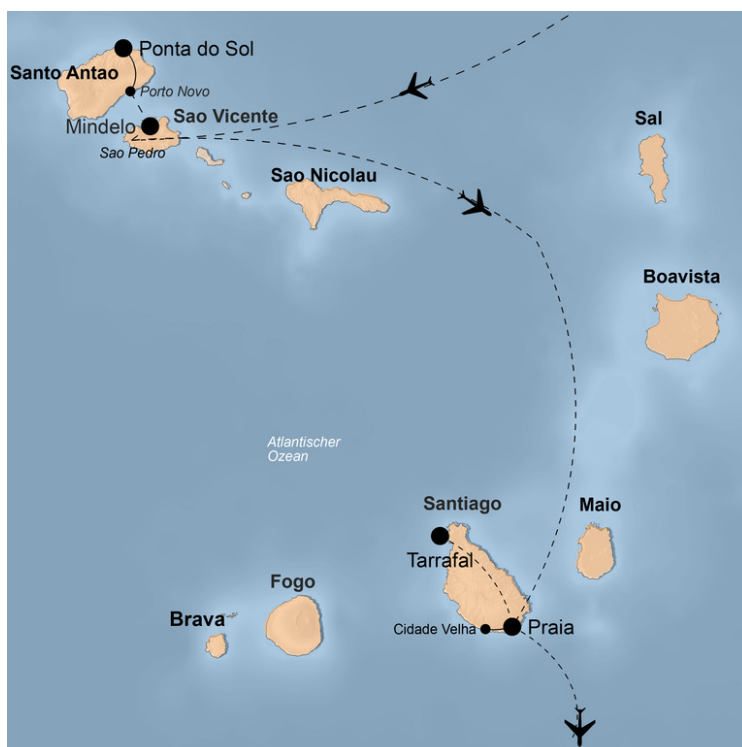 Ponta do Sol
Santo Antao
Porto Novo
Sao Vicente
Mindelo
Sao Pedro
Sal
Sao Nicolau
Boavista
Atlantischer
Ozean
Santiago
Maio
Tarrafal
Fogo
Brava
Cidade Velha
Praia